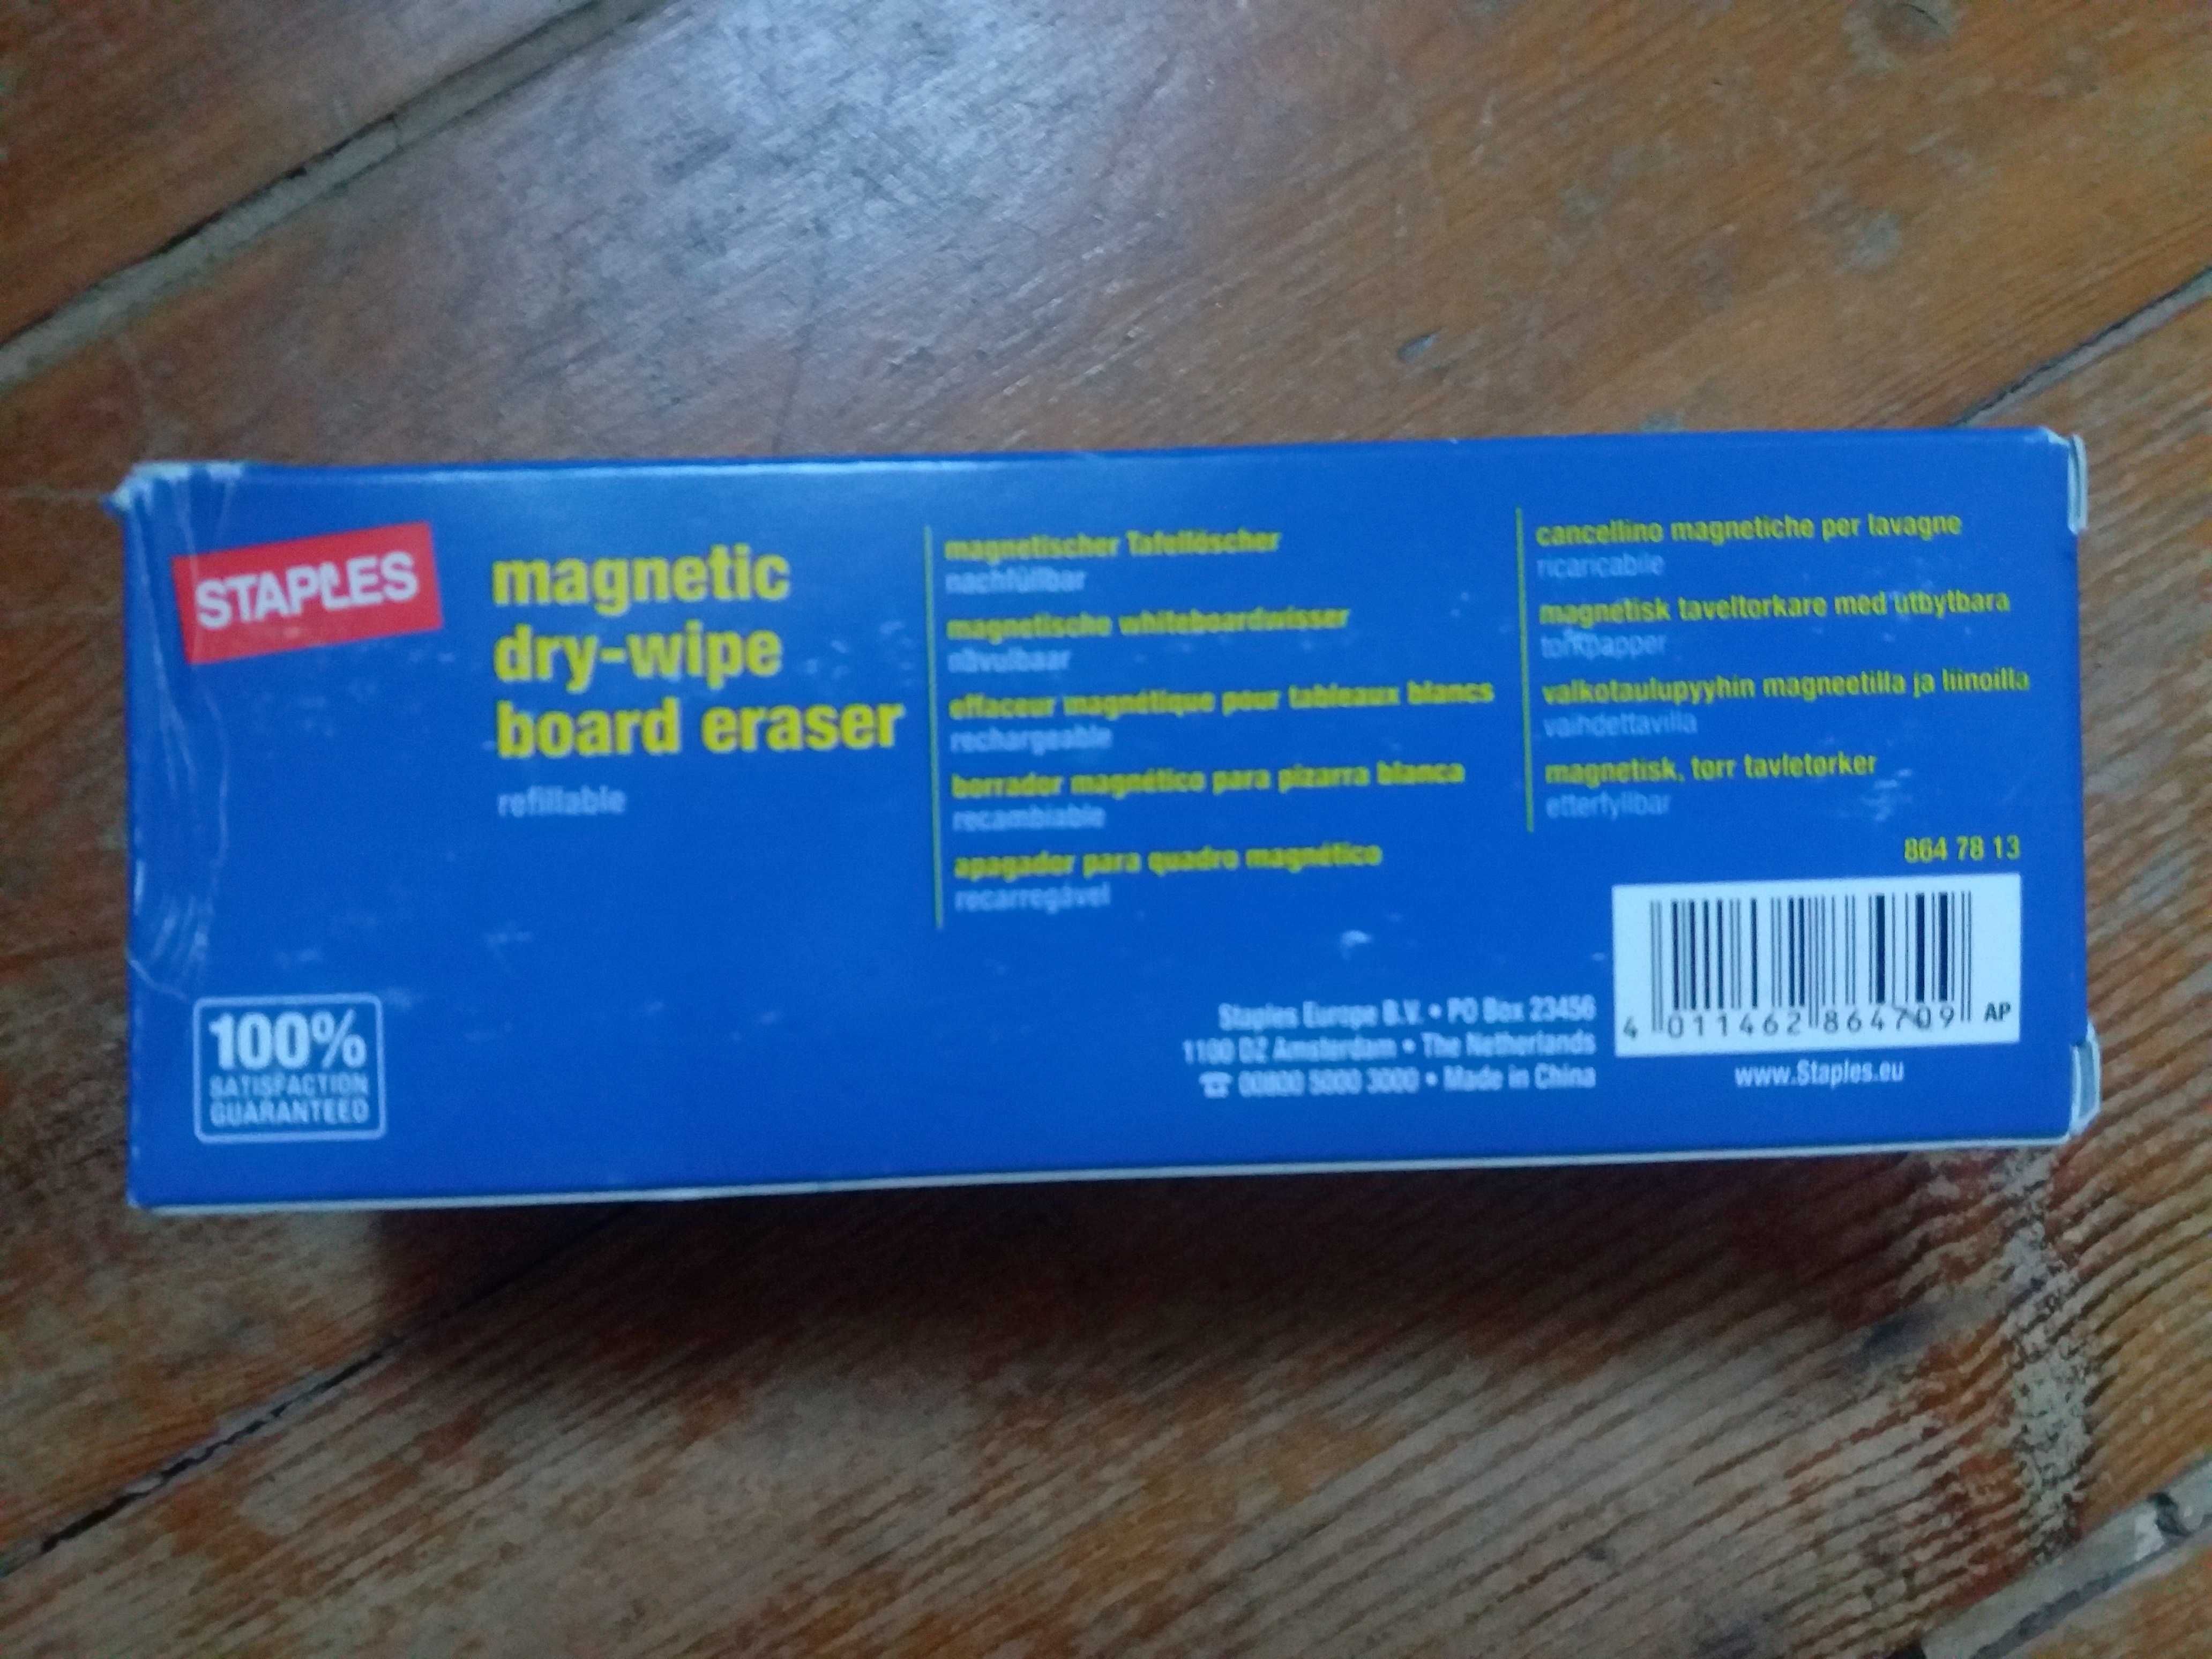 STAPLES
magnetic
dry-wipe
board eraser
refillable
100%
SATISFACTION
GUARANTEED
magnetischer Tafellöscher
nachfüllbar
magnetische whiteboardwisser
návulbaar
effaceur magnétique pour tableaux blancs
rechargeable
borrador magnético para pizarra blanca
recambiable
apagador para quadro magnético
recarregável
cancellino magnetiche per lavagne
ricaricabile
magnetisk taveltorkare med utbytbara
torkpapper
valkotaulupyyhin magneetilla ja liinoilla
vaihdettavilla
magnetisk, tørr tavletørker
etterfyllbar
864 78 13
4 011462 864709 AP
www.Staples.eu
Staples Europe B.V. • PO Box 23456
1100 DZ Amsterdam • The Netherlands
☎ 00800 5000 3000 • Made in China